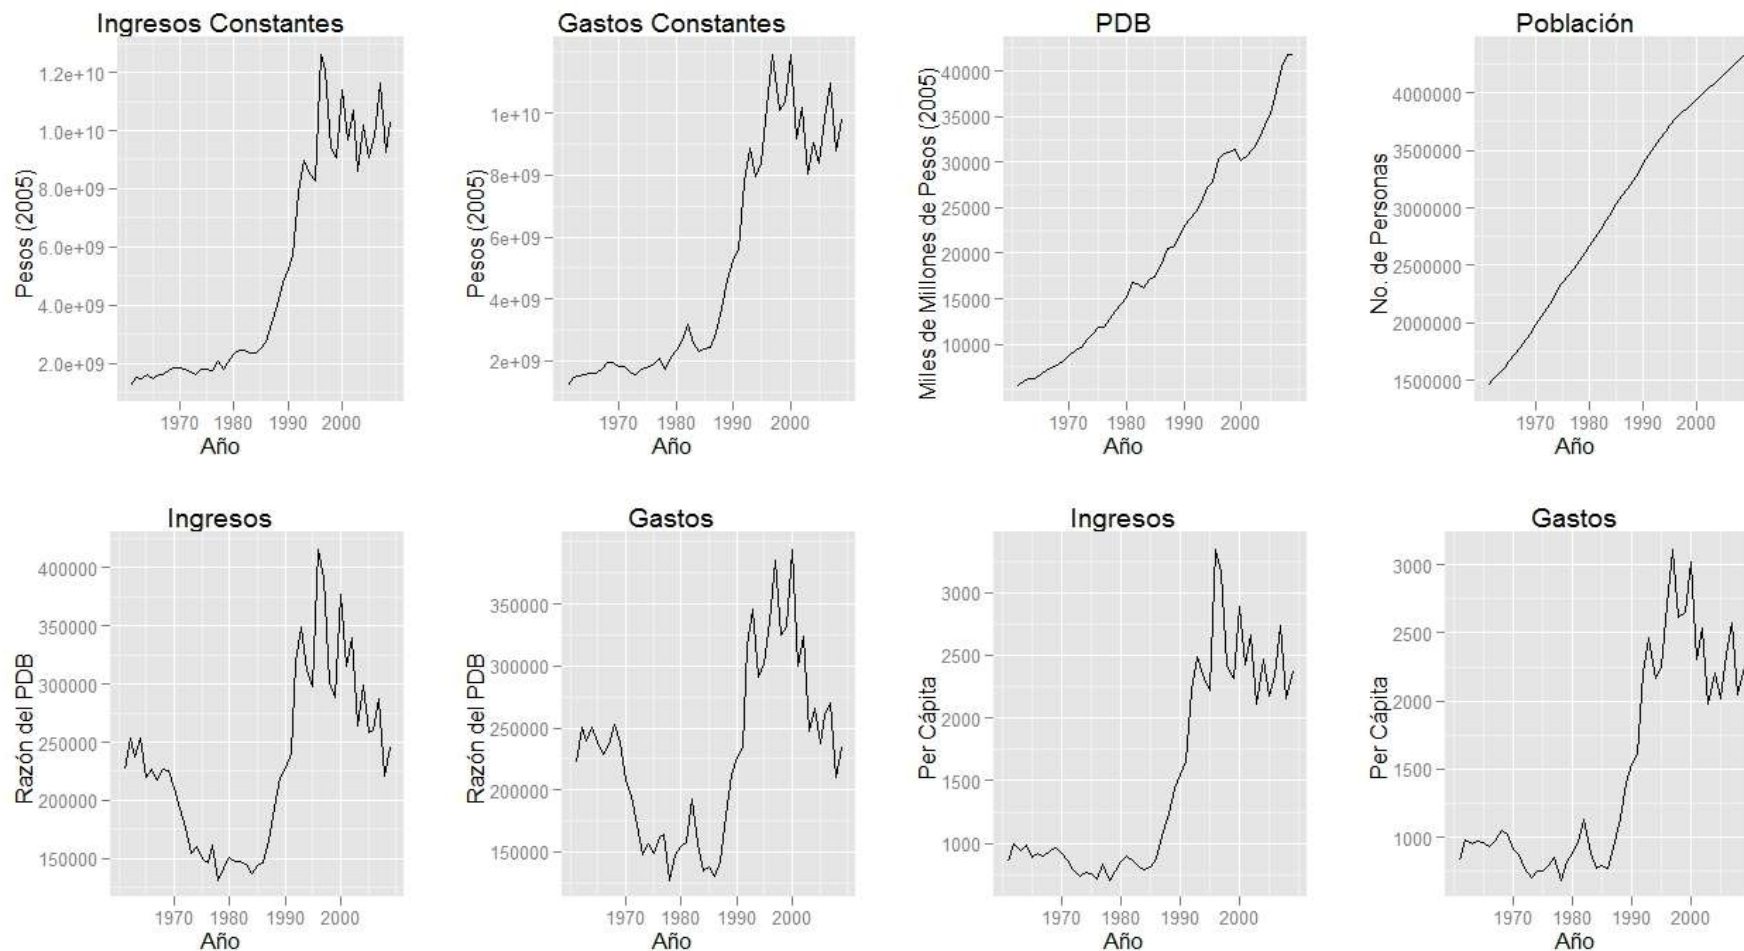 Ingresos Constantes
Pesos (2005)
1.2e+10
1.0e+10
8.0e+09
6.0e+09
4.0e+09
2.0e+09
1970 1980 1990 2000
Año
Gastos Constantes
Pesos (2005)
1e+10
8e+09
6e+09
4e+09
2e+09
1970 1980 1990 2000
Año
PDB
Miles de Millones de Pesos (2005)
40000
35000
30000
25000
20000
15000
10000
1970 1980 1990 2000
Año
Población
No. de Personas
4000000
3500000
3000000
2500000
2000000
1500000
1970 1980 1990 2000
Año
Ingresos
Razón del PDB
400000
350000
300000
250000
200000
150000
1970 1980 1990 2000
Año
Gastos
Razón del PDB
350000
300000
250000
200000
150000
1970 1980 1990 2000
Año
Ingresos
Per Cápita
3000
2500
2000
1500
1000
1970 1980 1990 2000
Año
Gastos
Per Cápita
3000
2500
2000
1500
1000
1970 1980 1990 2000
Año